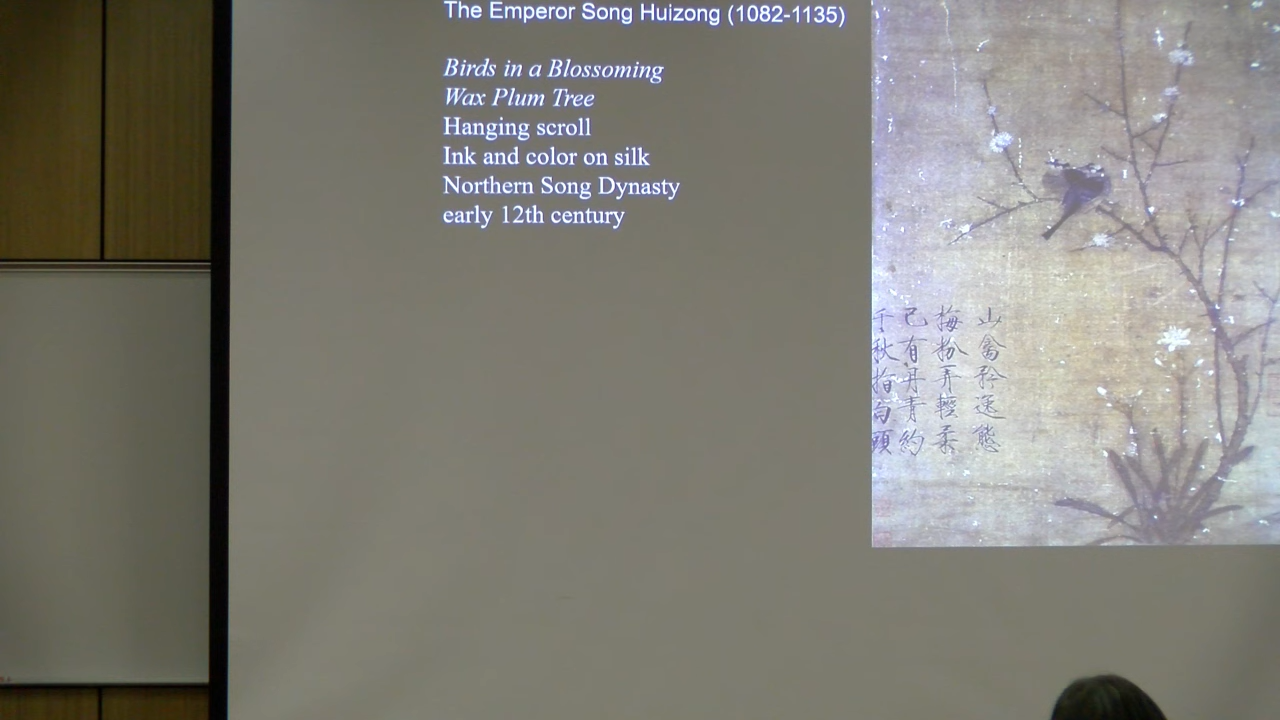 The Emperor Song Huizong (1082-1135)
Birds in a Blossoming
Wax Plum Tree
Hanging scroll
Ink and color on silk
Northern Song Dynasty
early 12th century
山禽矜逸態
梅粉弄輕柔
已有丹青約
千秋指白頭